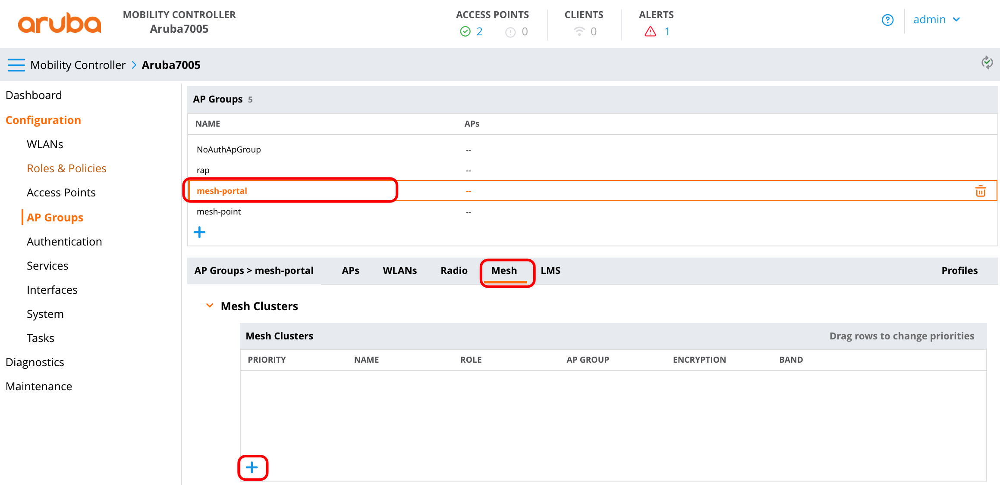 aruba
MOBILITY CONTROLLER
Aruba7005
ACCESS POINTS
2 0
CLIENTS
0
ALERTS
1
admin
Mobility Controller > Aruba7005
Dashboard
Configuration
WLANs
Roles & Policies
Access Points
AP Groups
Authentication
Services
Interfaces
System
Tasks
Diagnostics
Maintenance
AP Groups 5
NAME APs
NoAuthApGroup --
rap --
mesh-portal --
mesh-point --
AP Groups > mesh-portal APs WLANs Radio Mesh LMS Profiles
Mesh Clusters
Mesh Clusters Drag rows to change priorities
PRIORITY NAME ROLE AP GROUP ENCRYPTION BAND